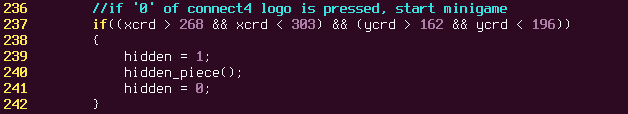 236 //if '0' of connect4 logo is pressed, start minigame
237 if((xcrd > 268 && xcrd < 303) && (ycrd > 162 && ycrd < 196))
238 {
239 hidden = 1;
240 hidden_piece();
241 hidden = 0;
242 }